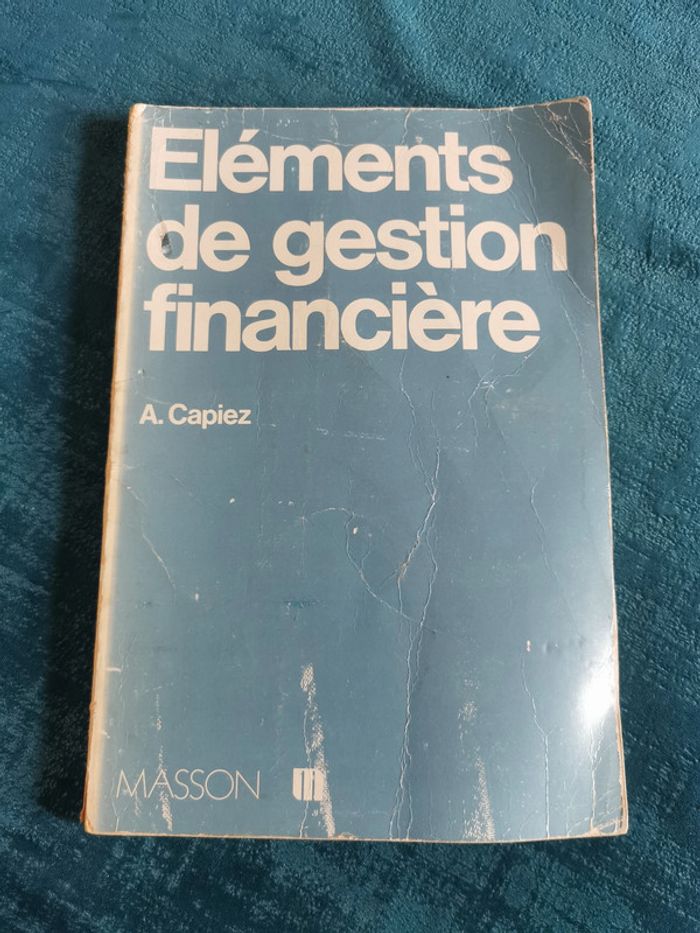 Eléments
de gestion
financière
A. Capiez
MASSON